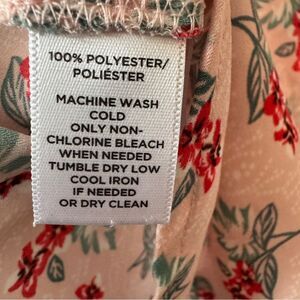 100% POLYESTER/
POLIÉSTER
MACHINE WASH
COLD
ONLY NON-
CHLORINE BLEACH
WHEN NEEDED
TUMBLE DRY LOW
COOL IRON
IF NEEDED
OR DRY CLEAN